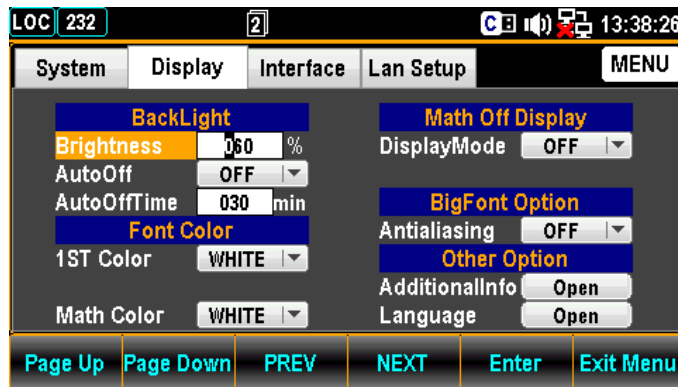 LOC 232 2 C 13:38:26
System Display Interface Lan Setup MENU
BackLight
Brightness 060 %
AutoOff OFF
AutoOffTime 030 min
Font Color
1ST Color WHITE
Math Color WHITE
Math Off Display
DisplayMode OFF
BigFont Option
Antialiasing OFF
Other Option
AdditionalInfo Open
Language Open
Page Up Page Down PREV NEXT Enter Exit Menu